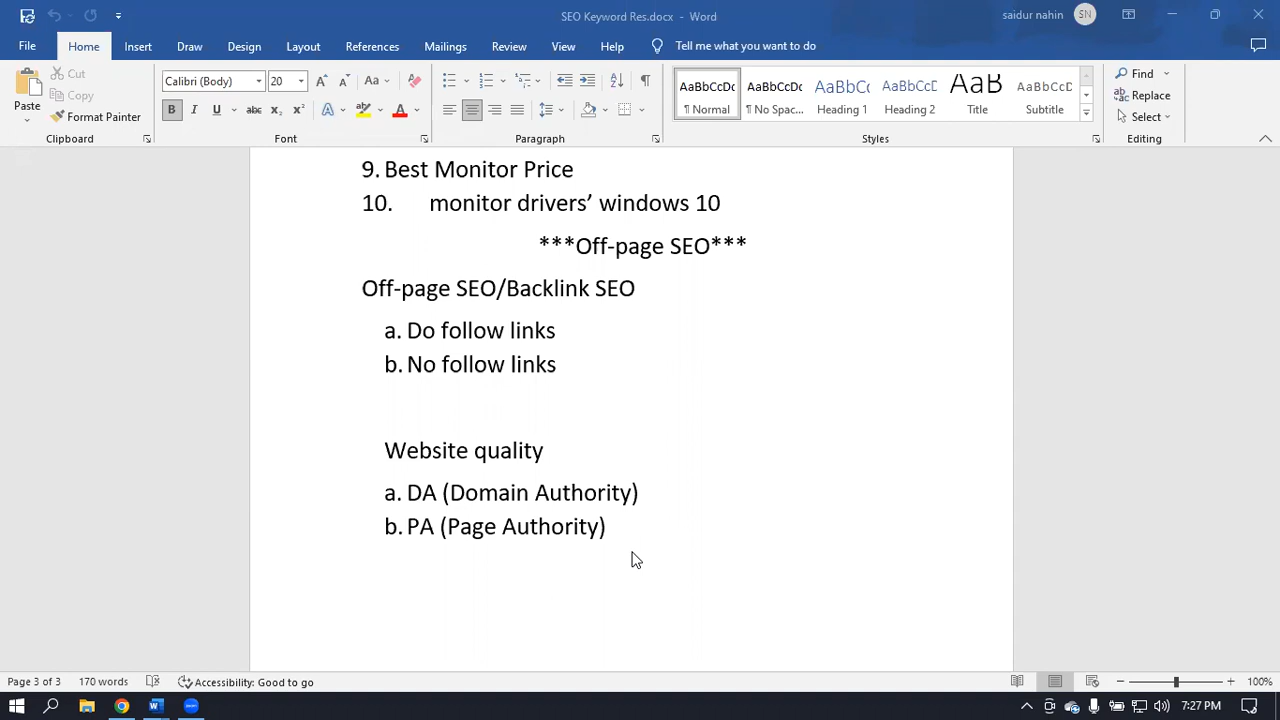 SEO Keyword Res.docx - Word
saidur nahin
SN
File Home Insert Draw Design Layout References Mailings Review View Help Tell me what you want to do
Paste
Cut
Copy
Format Painter
Clipboard
Calibri (Body) 20
Font
Paragraph
AaBbCcDc AaBbCcDc AaBbCc AaBbCcD AaB AaBbCcD
¶ Normal ¶ No Spac... Heading 1 Heading 2 Title Subtitle
Styles
Find
Replace
Select
Editing
9. Best Monitor Price
10. monitor drivers’ windows 10
***Off-page SEO***
Off-page SEO/Backlink SEO
a. Do follow links
b. No follow links
Website quality
a. DA (Domain Authority)
b. PA (Page Authority)
Page 3 of 3 170 words Accessibility: Good to go 100%
7:27 PM